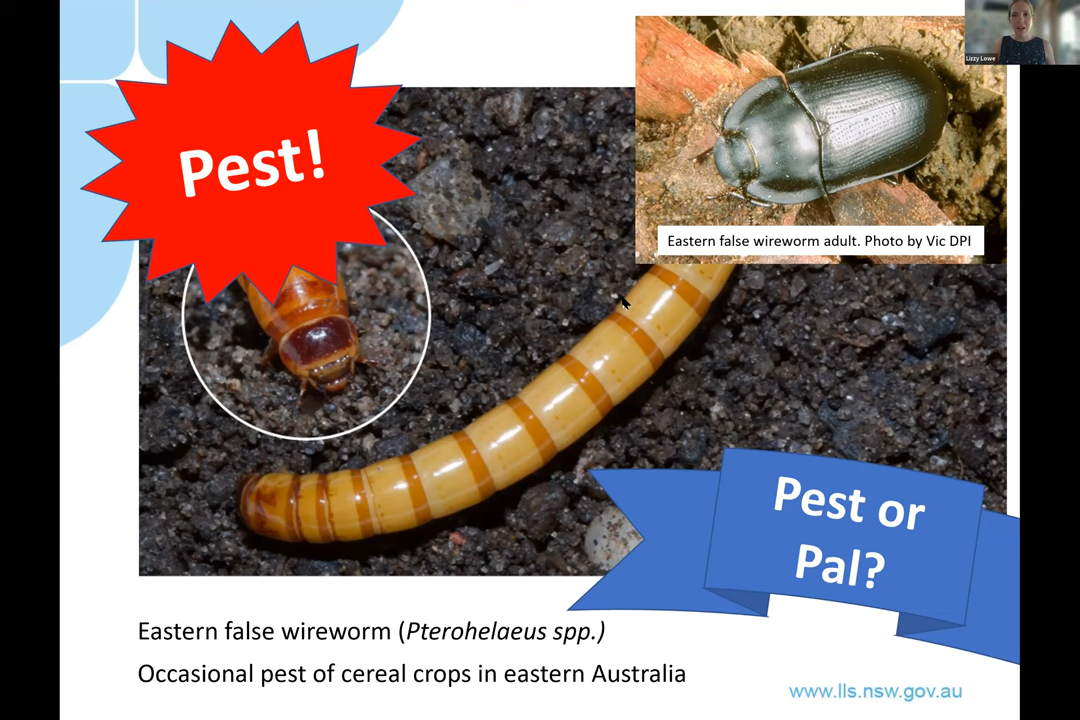 Pest!
Lizzy Lowe
Eastern false wireworm adult. Photo by Vic DPI
Pest or
Pal?
Eastern false wireworm (Pterohelaeus spp.)
Occasional pest of cereal crops in eastern Australia
www.lls.nsw.gov.au